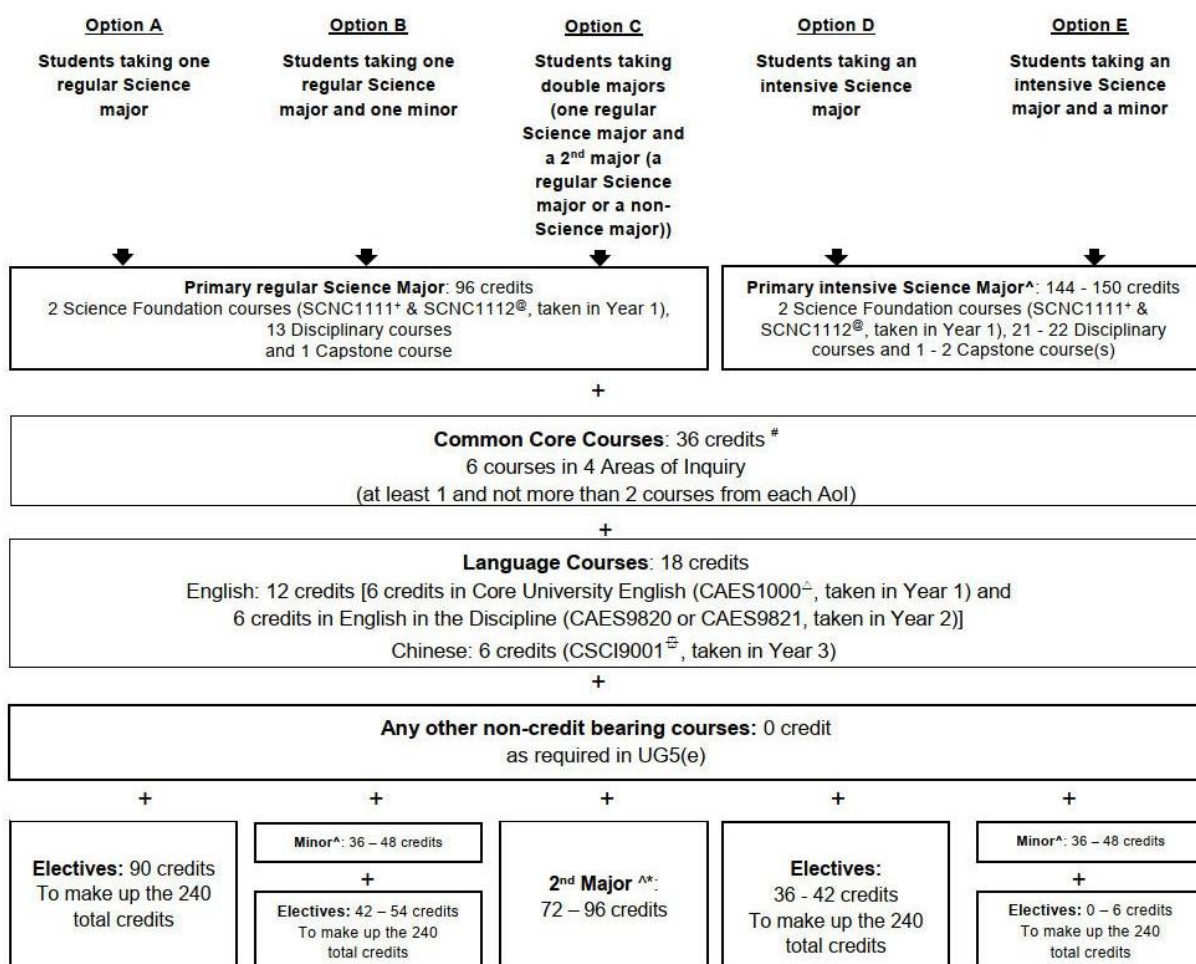 Option A
Students taking one
regular Science
major
Option B
Students taking one
regular Science
major and one minor
Option C
Students taking
double majors
(one regular
Science major and
a 2nd major (a
regular Science
major or a non-
Science major))
Option D
Students taking an
intensive Science
major
Option E
Students taking an
intensive Science
major and a minor
Primary regular Science Major: 96 credits
2 Science Foundation courses (SCNC1111+ & SCNC1112@, taken in Year 1),
13 Disciplinary courses
and 1 Capstone course
Primary intensive Science Major^: 144 - 150 credits
2 Science Foundation courses (SCNC1111+ &
SCNC1112@, taken in Year 1), 21 - 22 Disciplinary
courses and 1 - 2 Capstone course(s)
+
Common Core Courses: 36 credits #
6 courses in 4 Areas of Inquiry
(at least 1 and not more than 2 courses from each AoI)
+
Language Courses: 18 credits
English: 12 credits [6 credits in Core University English (CAES1000△, taken in Year 1) and
6 credits in English in the Discipline (CAES9820 or CAES9821, taken in Year 2)]
Chinese: 6 credits (CSCI9001, taken in Year 3)
+
Any other non-credit bearing courses: 0 credit
as required in UG5(e)
+ + + + +
Electives: 90 credits
To make up the 240
total credits
Minor^: 36 – 48 credits
+
Electives: 42 – 54 credits
To make up the 240
total credits
2nd Major ^*:
72 – 96 credits
Electives:
36 - 42 credits
To make up the 240
total credits
Minor^: 36 – 48 credits
+
Electives: 0 – 6 credits
To make up the 240
total credits